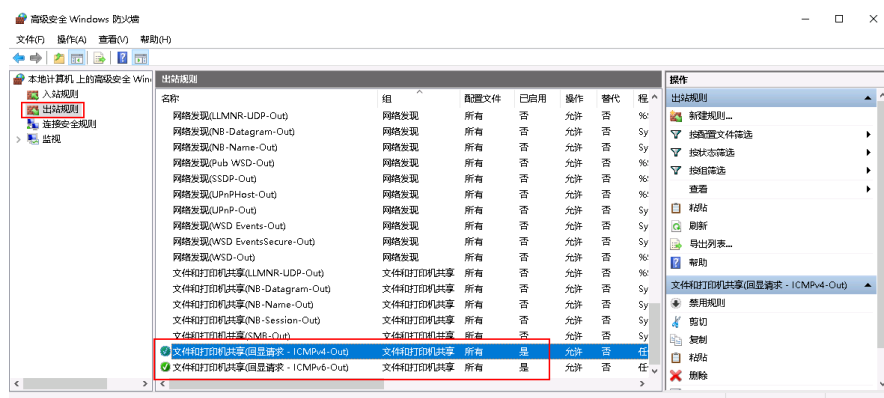 高级安全 Windows 防火墙
文件(F) 操作(A) 查看(V) 帮助(H)
本地计算机 上的高级安全 Win
入站规则
出站规则
连接安全规则
监视
出站规则
名称 组 配置文件 已启用 操作 替代 程
网络发现(LLMNR-UDP-Out) 网络发现 所有 否 允许 否 %
网络发现(NB-Datagram-Out) 网络发现 所有 否 允许 否 Sy
网络发现(NB-Name-Out) 网络发现 所有 否 允许 否 Sy
网络发现(Pub WSD-Out) 网络发现 所有 否 允许 否 %
网络发现(SSDP-Out) 网络发现 所有 否 允许 否 %
网络发现(UPnPHost-Out) 网络发现 所有 否 允许 否 %
网络发现(UPnP-Out) 网络发现 所有 否 允许 否 Sy
网络发现(WSD Events-Out) 网络发现 所有 否 允许 否 Sy
网络发现(WSD EventsSecure-Out) 网络发现 所有 否 允许 否 Sy
网络发现(WSD-Out) 网络发现 所有 否 允许 否 %
文件和打印机共享(LLMNR-UDP-Out) 文件和打印机共享 所有 否 允许 否 %
文件和打印机共享(NB-Datagram-Out) 文件和打印机共享 所有 否 允许 否 Sy
文件和打印机共享(NB-Name-Out) 文件和打印机共享 所有 否 允许 否 Sy
文件和打印机共享(NB-Session-Out) 文件和打印机共享 所有 否 允许 否 Sy
文件和打印机共享(SMB-Out) 文件和打印机共享 所有 否 允许 否 Sy
文件和打印机共享(回显请求 - ICMPv4-Out) 文件和打印机共享 所有 是 允许 否 任
文件和打印机共享(回显请求 - ICMPv6-Out) 文件和打印机共享 所有 是 允许 否 任
操作
出站规则
新建规则...
按配置文件筛选
按状态筛选
按组筛选
查看
粘贴
刷新
导出列表...
帮助
文件和打印机共享(回显请求 - ICMPv4-Out)
禁用规则
剪切
复制
粘贴
删除